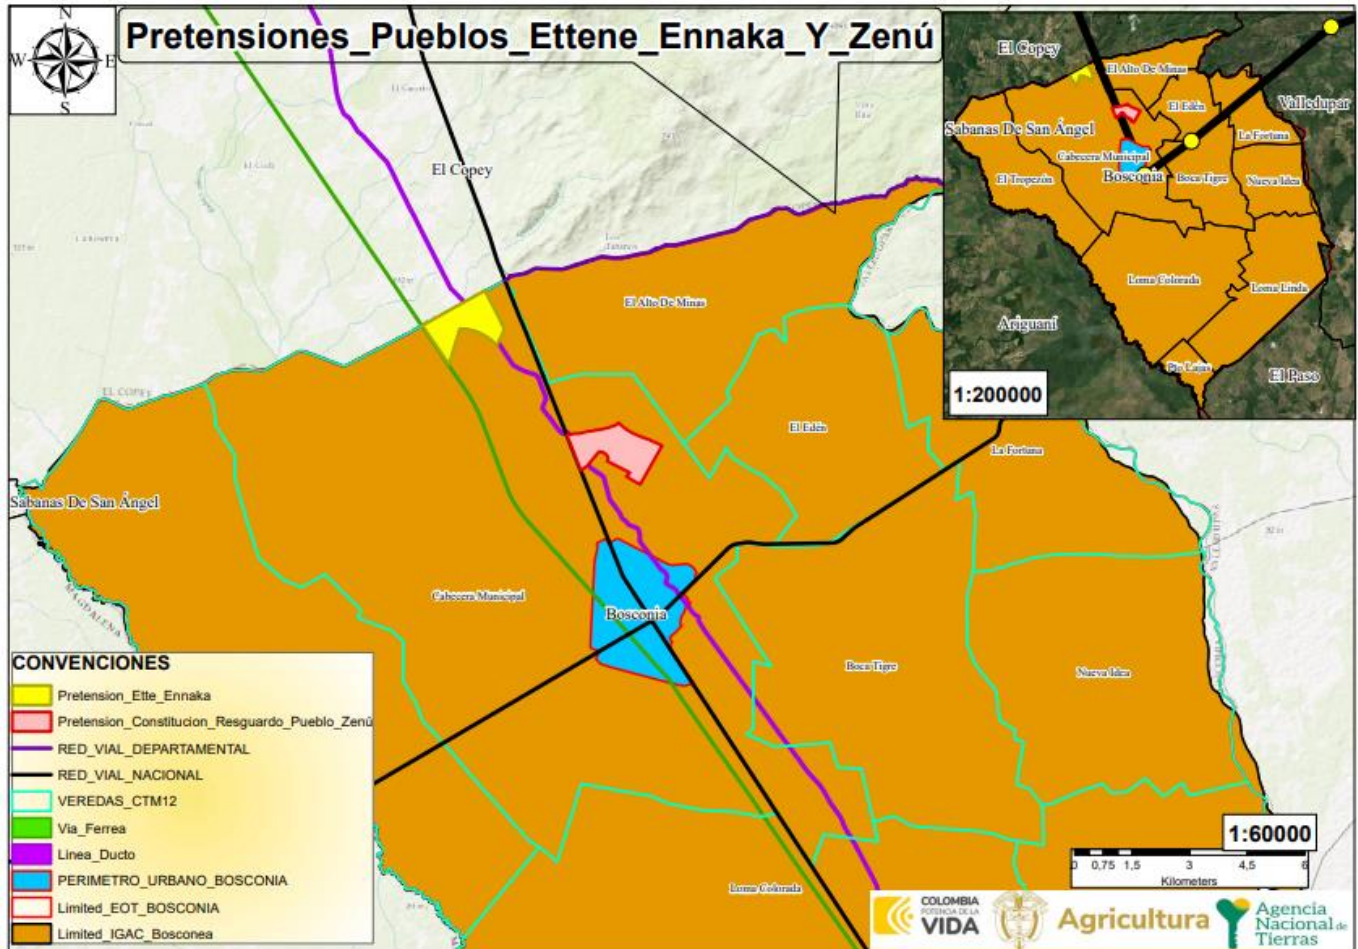 N
W
E
S
Pretensiones_Pueblos_Ettene_Ennaka_Y_Zenú
El Copey
El Alto De Minas
EL COPEY
El Edén
La Fortuna
Sabanas De San Ángel
MAGDALENA
Cabecera Municipal
Bosconia
Boca Tigre
Nueva Idea
Loma Colorada
El Copey
El Alto De Minas
El Edén
Valledupar
Sabanas De San Ángel
La Fortuna
Cabecera Municipal
El Tropezón
Bosconia
Boca Tigre
Nueva Idea
Loma Colorada
Loma Linda
Ariguaní
El Paso
1:200000
CONVENCIONES
Pretension_Ette_Ennaka
Pretension_Constitucion_Resguardo_Pueblo_Zenú
RED_VIAL_DEPARTAMENTAL
RED_VIAL_NACIONAL
VEREDAS_CTM12
Via_Ferrea
Linea_Ducto
PERIMETRO_URBANO_BOSCONIA
Limited_EOT_BOSCONIA
Limited_IGAC_Bosconea
1:60000
0 0,75 1,5 3 4,5 6
Kilometers
COLOMBIA
POTENCIA DE LA
VIDA
Agricultura
Agencia
Nacional de
Tierras